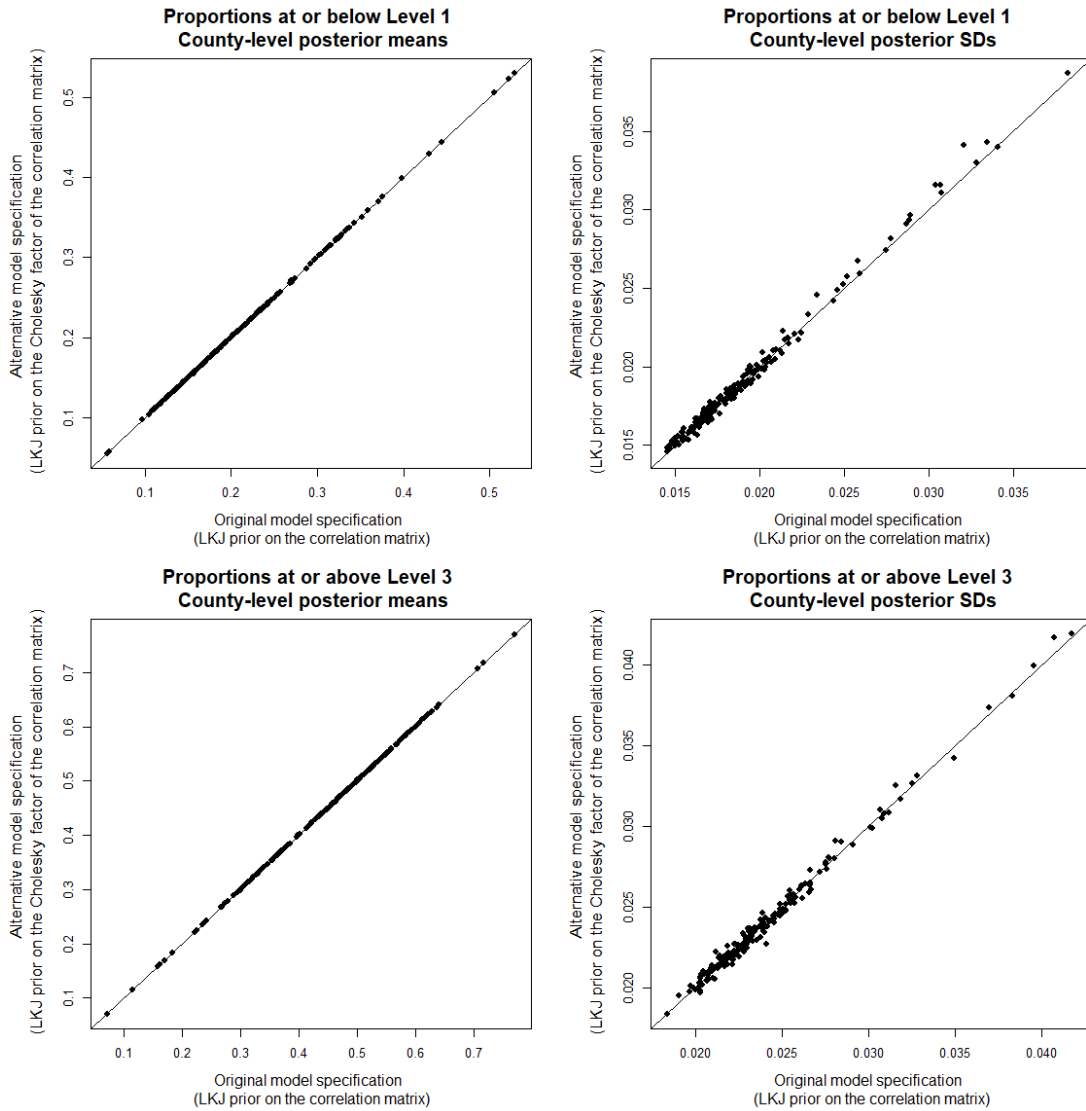 Proportions at or below Level 1
County-level posterior means
Alternative model specification
(LKJ prior on the Cholesky factor of the correlation matrix)
0.5
0.4
0.3
0.2
0.1
0.1 0.2 0.3 0.4 0.5
Original model specification
(LKJ prior on the correlation matrix)
Proportions at or below Level 1
County-level posterior SDs
Alternative model specification
(LKJ prior on the Cholesky factor of the correlation matrix)
0.035
0.030
0.025
0.020
0.015
0.015 0.020 0.025 0.030 0.035
Original model specification
(LKJ prior on the correlation matrix)
Proportions at or above Level 3
County-level posterior means
Alternative model specification
(LKJ prior on the Cholesky factor of the correlation matrix)
0.7
0.6
0.5
0.4
0.3
0.2
0.1
0.1 0.2 0.3 0.4 0.5 0.6 0.7
Original model specification
(LKJ prior on the correlation matrix)
Proportions at or above Level 3
County-level posterior SDs
Alternative model specification
(LKJ prior on the Cholesky factor of the correlation matrix)
0.040
0.035
0.030
0.025
0.020
0.020 0.025 0.030 0.035 0.040
Original model specification
(LKJ prior on the correlation matrix)